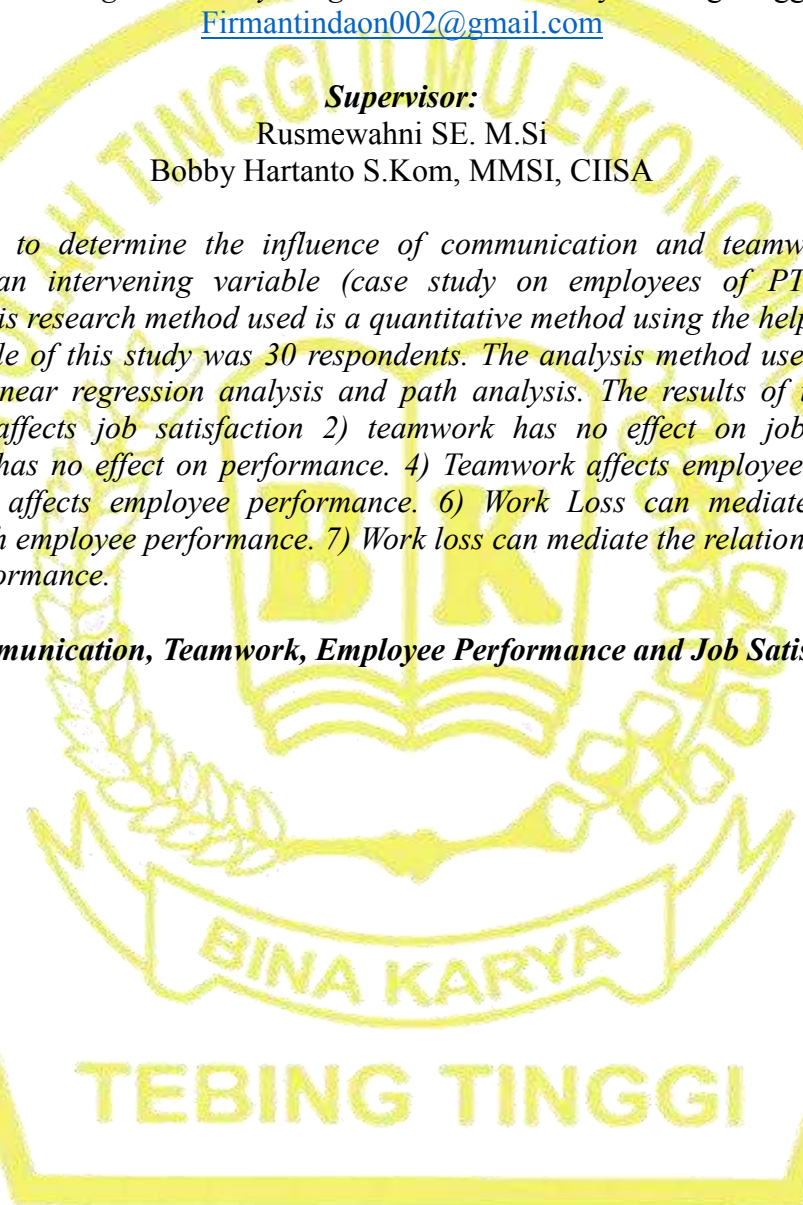 Firmantindaon002@gmail.com
OLAH TINGGI ILMU EKONOM
Supervisor:
Rusmewahni SE. M.Si
Bobby Hartanto S.Kom, MMSI, CIISA
to determine the influence of communication and teamw
an intervening variable (case study on employees of PT
is research method used is a quantitative method using the help
le of this study was 30 respondents. The analysis method use
near regression analysis and path analysis. The results of
affects job satisfaction 2) teamwork has no effect on job
has no effect on performance. 4) Teamwork affects employee
affects employee performance. 6) Work Loss can mediate
h employee performance. 7) Work loss can mediate the relation
ormance.
B K
munication, Teamwork, Employee Performance and Job Satis
BINA KARYA
TEBING TINGGI